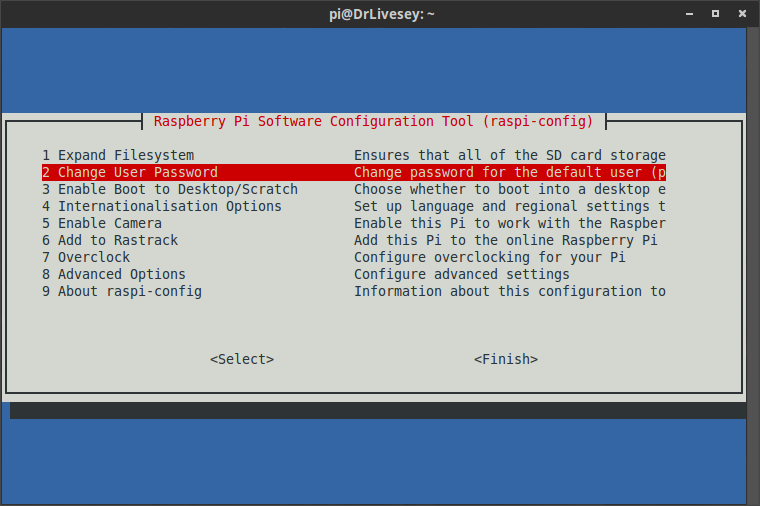 pi@DrLivesey: ~
Raspberry Pi Software Configuration Tool (raspi-config)
1 Expand Filesystem Ensures that all of the SD card storage
2 Change User Password Change password for the default user (p
3 Enable Boot to Desktop/Scratch Choose whether to boot into a desktop e
4 Internationalisation Options Set up language and regional settings t
5 Enable Camera Enable this Pi to work with the Raspber
6 Add to Rastrack Add this Pi to the online Raspberry Pi
7 Overclock Configure overclocking for your Pi
8 Advanced Options Configure advanced settings
9 About raspi-config Information about this configuration to
<Select> <Finish>